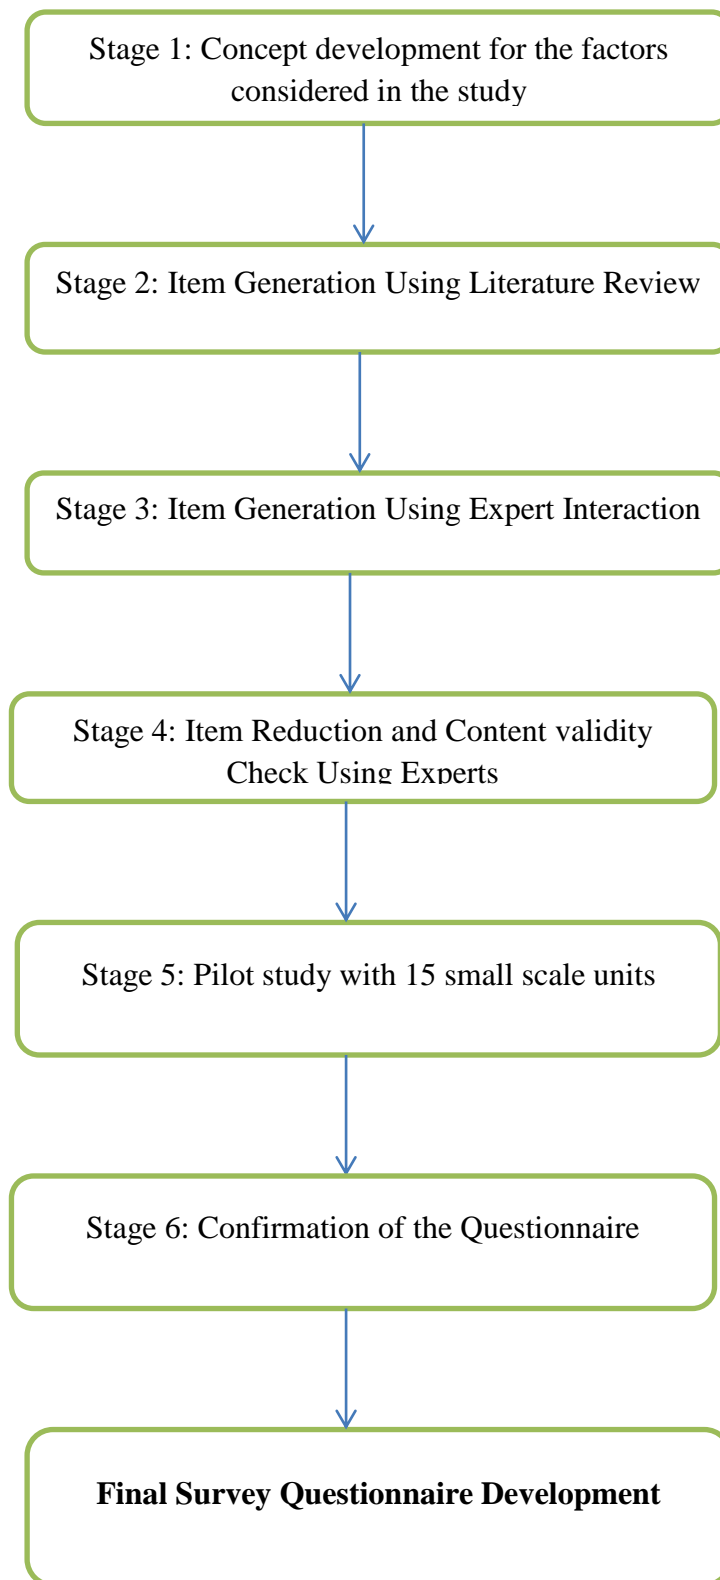 Stage 1: Concept development for the factors
considered in the study
Stage 2: Item Generation Using Literature Review
Stage 3: Item Generation Using Expert Interaction
Stage 4: Item Reduction and Content validity
Check Using Experts
Stage 5: Pilot study with 15 small scale units
Stage 6: Confirmation of the Questionnaire
Final Survey Questionnaire Development